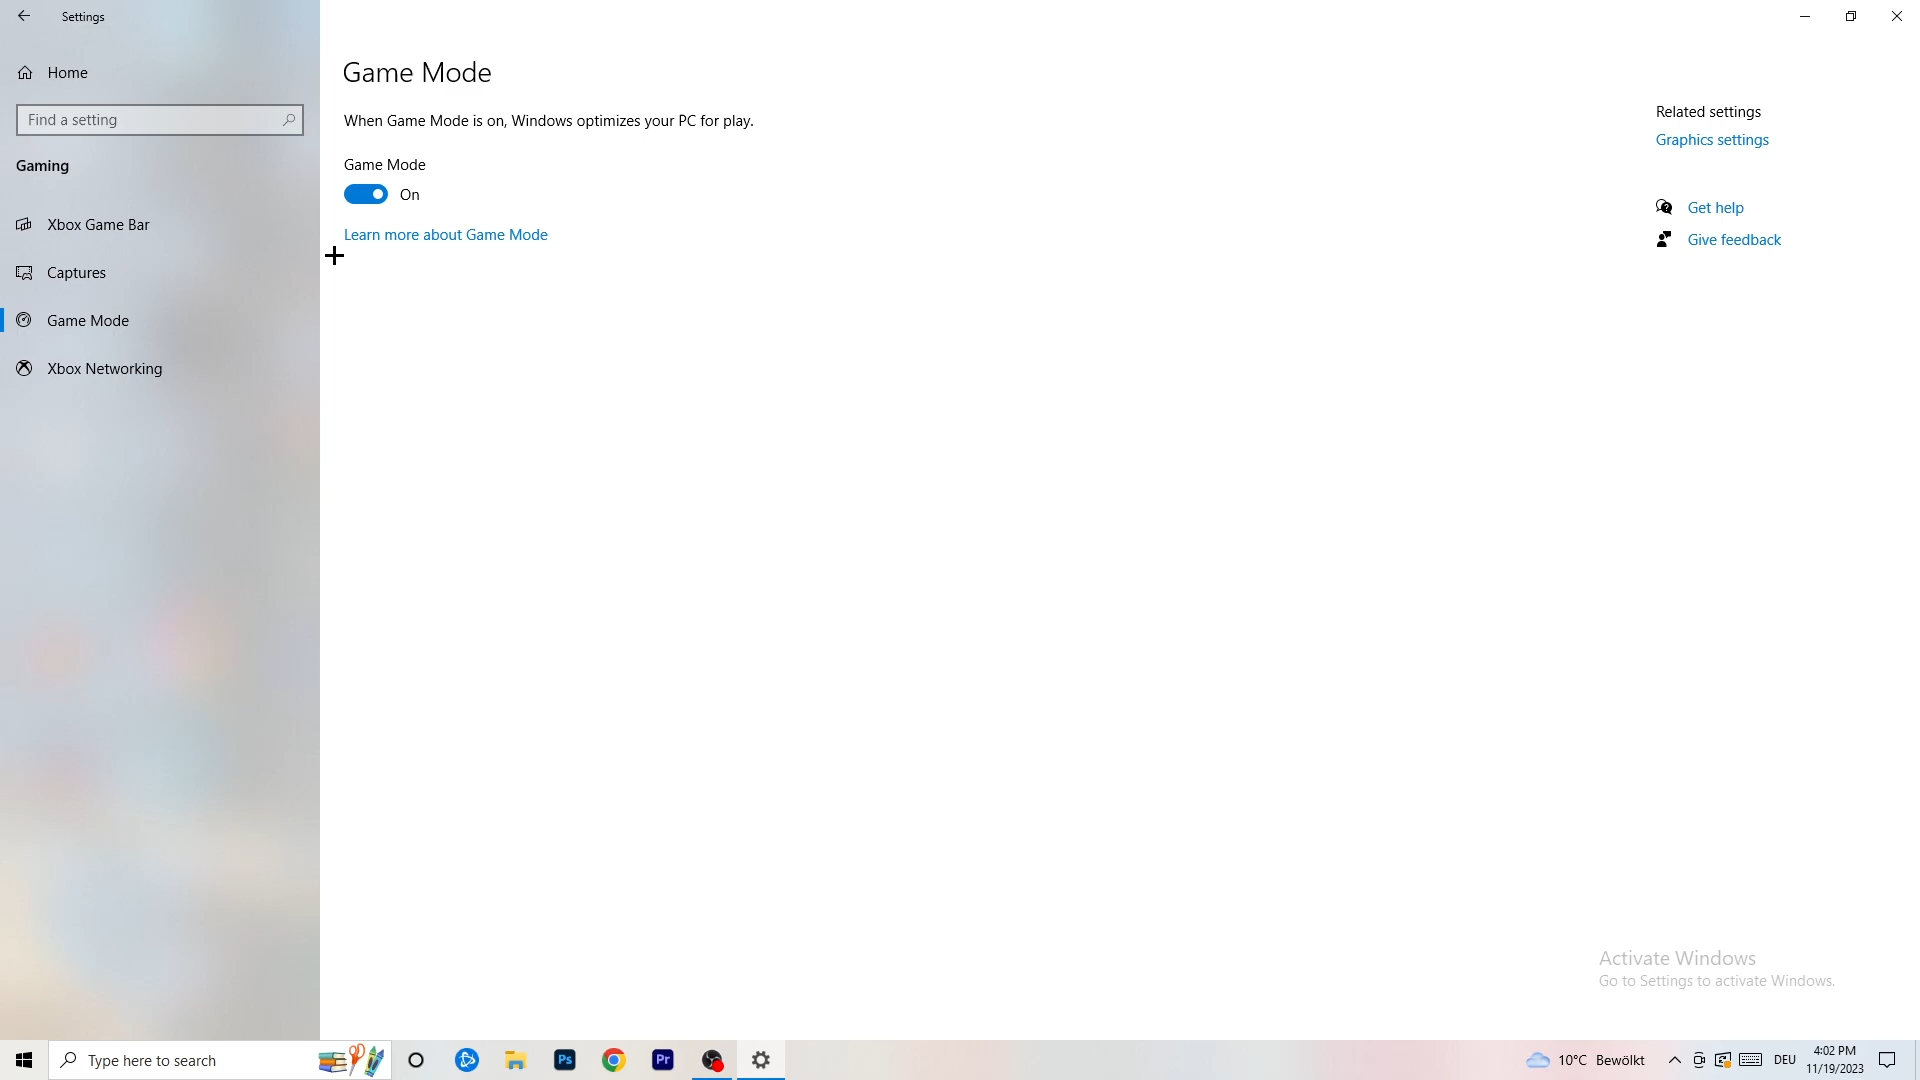 Settings
Home
Find a setting
Gaming
Xbox Game Bar
Captures
Game Mode
Xbox Networking
Game Mode
When Game Mode is on, Windows optimizes your PC for play.
Game Mode
On
Learn more about Game Mode
Related settings
Graphics settings
Get help
Give feedback
Activate Windows
Go to Settings to activate Windows.
Type here to search
Ps
Pr
10°C Bewölkt
DEU
4:02 PM
11/19/2023